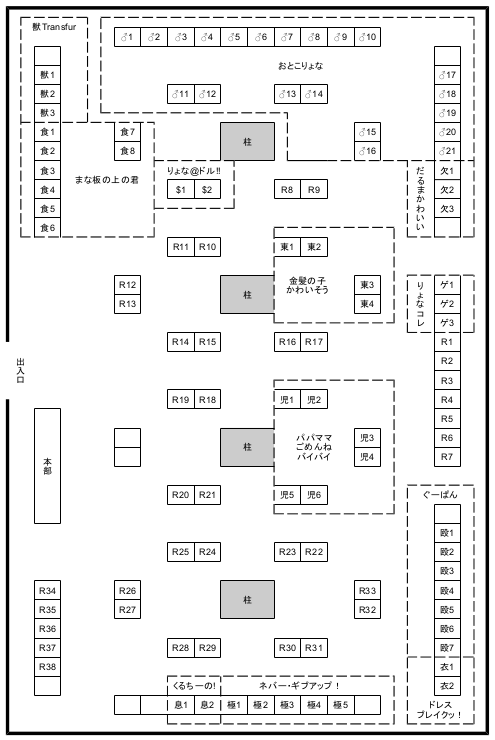 獣Transfur
♂1 ♂2 ♂3 ♂4 ♂5 ♂6 ♂7 ♂8 ♂9 ♂10
おとこりょな
獣1
獣2
獣3
♂11 ♂12
♂13 ♂14
♂17
♂18
♂19
♂20
♂21
食1
食2
食3
食4
食5
食6
食7
食8
まな板の上の君
柱
♂15
♂16
りょな@ドル!!
$1 $2
R8 R9
だるまかわいい
欠1
欠2
欠3
R11 R10
東1 東2
金髪の子
かわいそう
東3
東4
R12
R13
柱
りょなコレ
ゲ1
ゲ2
ゲ3
R14 R15
R16 R17
R1
R2
R3
R4
R5
R6
R7
出入口
R19 R18
児1 児2
パパママ
ごめんね
バイバイ
児3
児4
柱
本部
R20 R21
児5 児6
ぐーぱん
殴1
殴2
殴3
殴4
殴5
殴6
殴7
R25 R24
R23 R22
R34
R35
R36
R37
R38
R26
R27
柱
R33
R32
R28 R29
R30 R31
衣1
衣2
ドレス
ブレイクッ!
くるちーの!
ネバー・ギブアップ!
息1 息2 極1 極2 極3 極4 極5